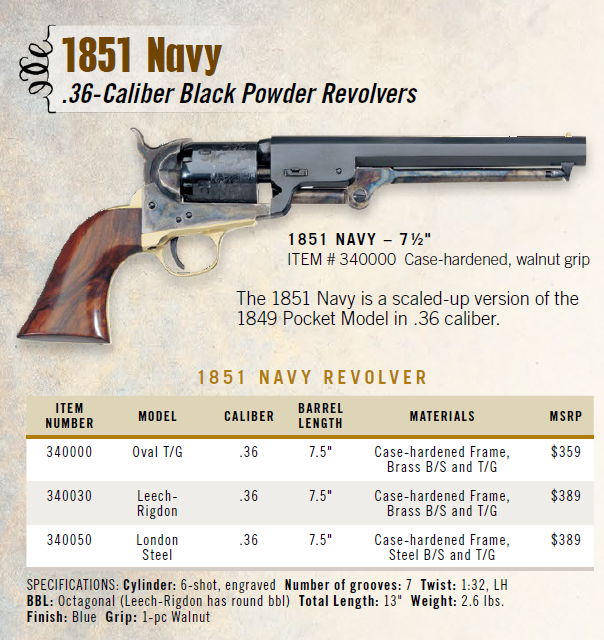 1851 Navy
.36-Caliber Black Powder Revolvers
1851 NAVY – 7½"
ITEM # 340000 Case-hardened, walnut grip
The 1851 Navy is a scaled-up version of the
1849 Pocket Model in .36 caliber.
1851 NAVY REVOLVER
ITEM NUMBER MODEL CALIBER BARREL LENGTH MATERIALS MSRP
340000 Oval T/G .36 7.5" Case-hardened Frame, $359
Brass B/S and T/G
340030 Leech- .36 7.5" Case-hardened Frame, $389
Rigdon Brass B/S and T/G
340050 London .36 7.5" Case-hardened Frame, $389
Steel Steel B/S and T/G
SPECIFICATIONS: Cylinder: 6-shot, engraved Number of grooves: 7 Twist: 1:32, LH
BBL: Octagonal (Leech-Rigdon has round bbl) Total Length: 13" Weight: 2.6 lbs.
Finish: Blue Grip: 1-pc Walnut